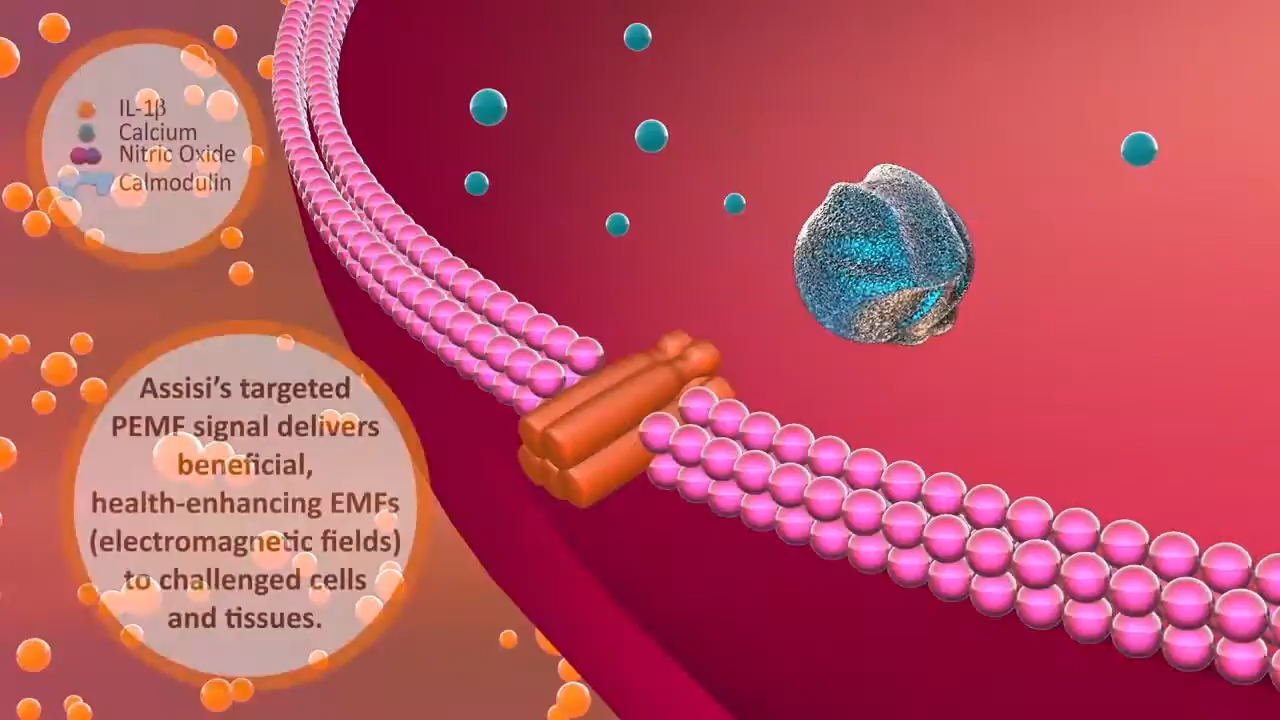 IL-1β
Calcium
Nitric Oxide
Calmodulin
Assisi’s targeted
PEMF signal delivers
beneficial,
health-enhancing EMFs
(electromagnetic fields)
to challenged cells
and tissues.